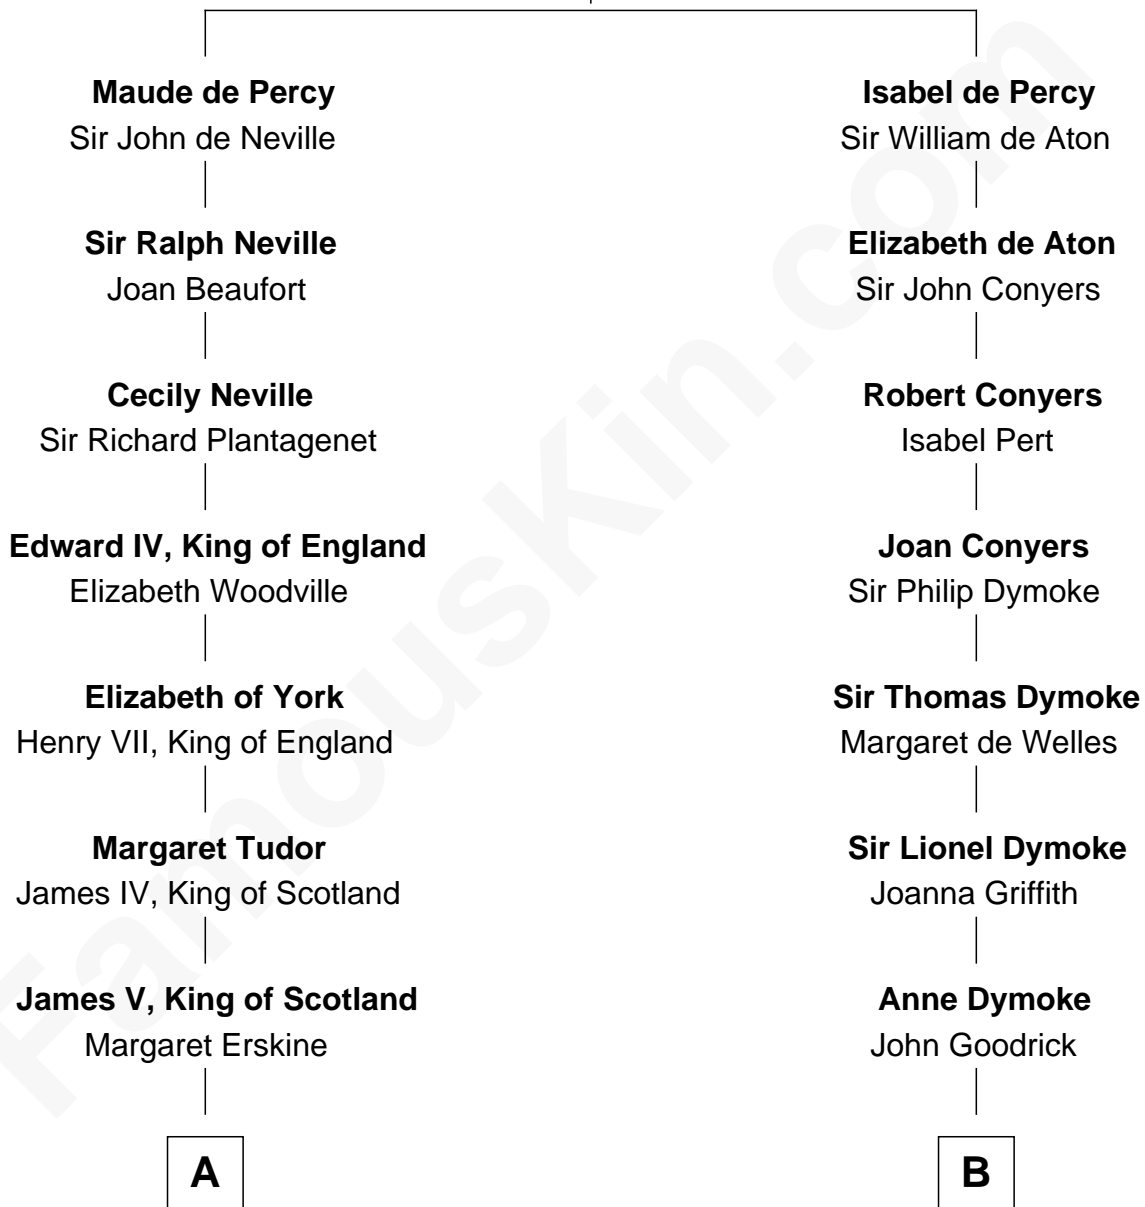 Maude de Percy
Sir John de Neville
Sir Ralph Neville
Joan Beaufort
Cecily Neville
Sir Richard Plantagenet
Edward IV, King of England
Elizabeth Woodville
Elizabeth of York
Henry VII, King of England
Margaret Tudor
James IV, King of Scotland
James V, King of Scotland
Margaret Erskine
A
Isabel de Percy
Sir William de Aton
Elizabeth de Aton
Sir John Conyers
Robert Conyers
Isabel Pert
Joan Conyers
Sir Philip Dymoke
Sir Thomas Dymoke
Margaret de Welles
Sir Lionel Dymoke
Joanna Griffith
Anne Dymoke
John Goodrick
B
FamousKin.com